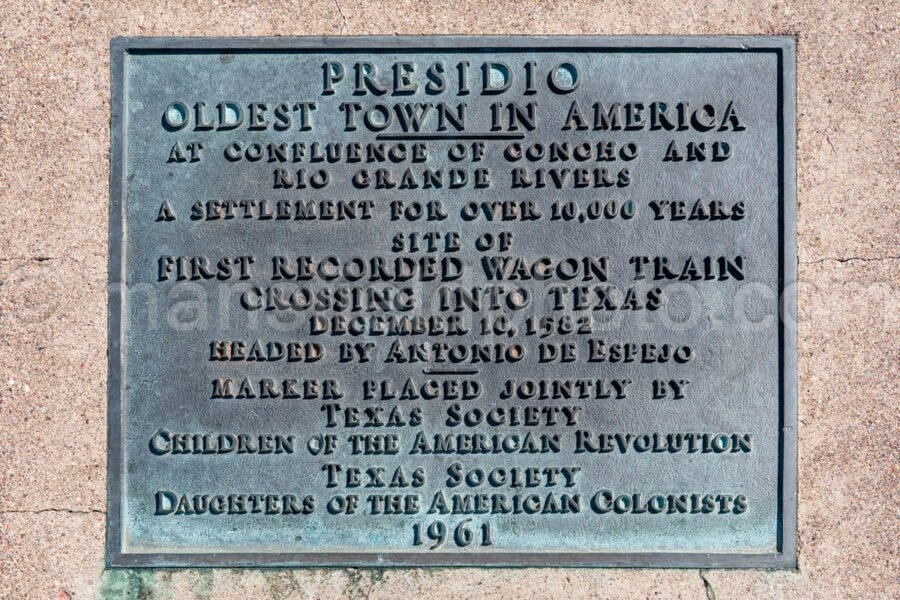 PRESIDIO
OLDEST TOWN IN AMERICA
AT CONFLUENCE OF CONCHO AND
RIO GRANDE RIVERS
A SETTLEMENT FOR OVER 10,000 YEARS
SITE OF
FIRST RECORDED WAGON TRAIN
CROSSING INTO TEXAS
DECEMBER 10, 1582
HEADED BY ANTONIO DE ESPEJO
MARKER PLACED JOINTLY BY
TEXAS SOCIETY
CHILDREN OF THE AMERICAN REVOLUTION
TEXAS SOCIETY
DAUGHTERS OF THE AMERICAN COLONISTS
1961